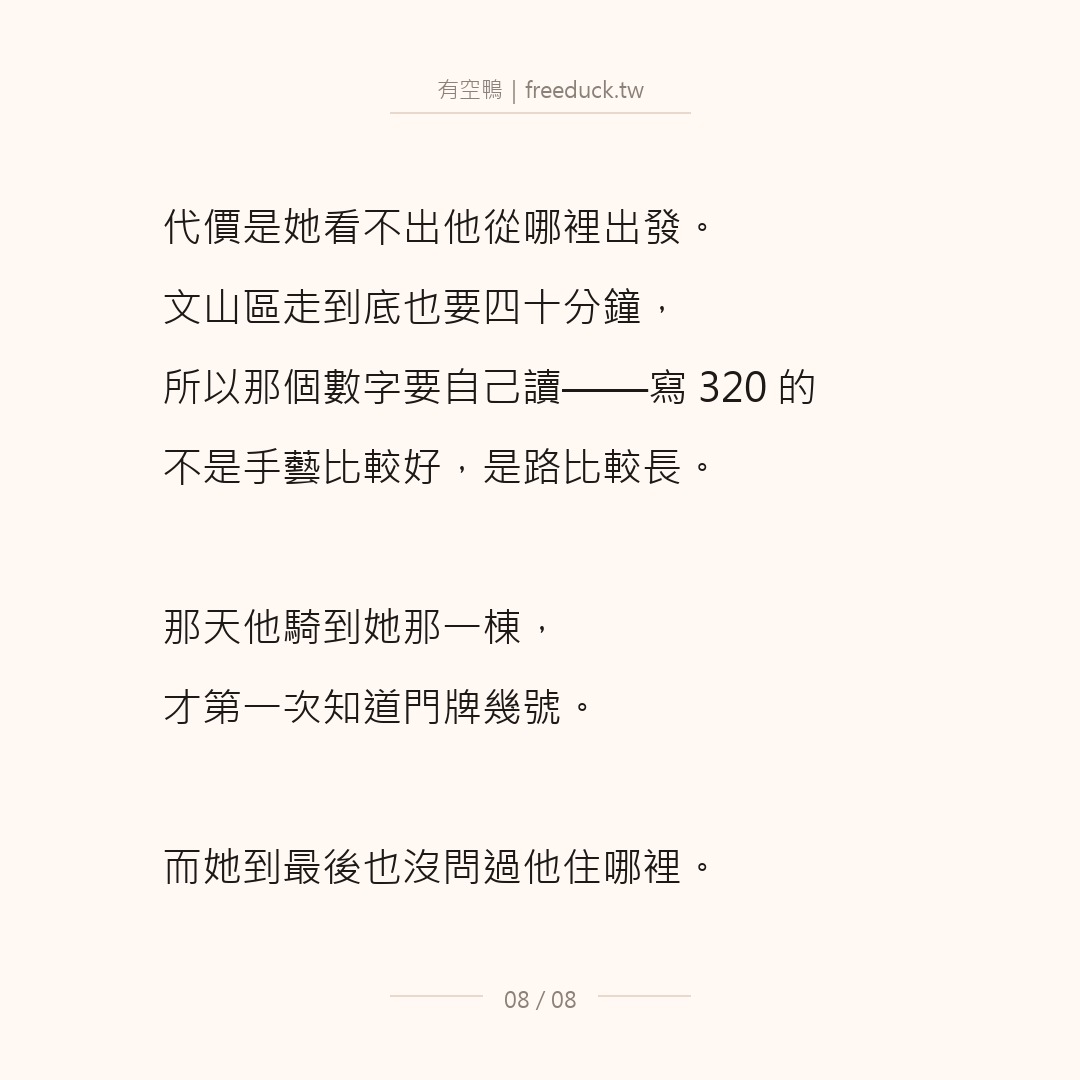 有空鴨 | freeduck.tw
代價是她看不出他從哪裡出發。
文山區走到底也要四十分鐘，
所以那個數字要自己讀——寫 320 的
不是手藝比較好，是路比較長。
那天他騎到她那一棟，
才第一次知道門牌幾號。
而她到最後也沒問過他住哪裡。
08 / 08